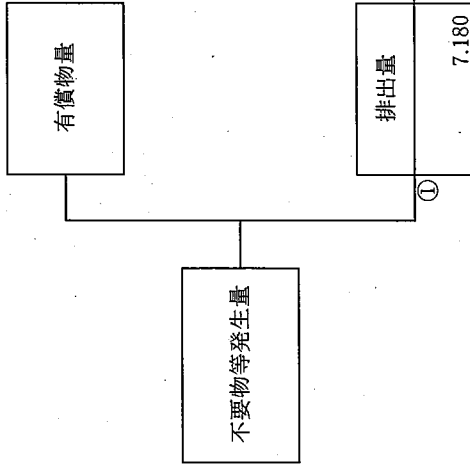 不要物等発生量
有償物量
①
排出量
7.180